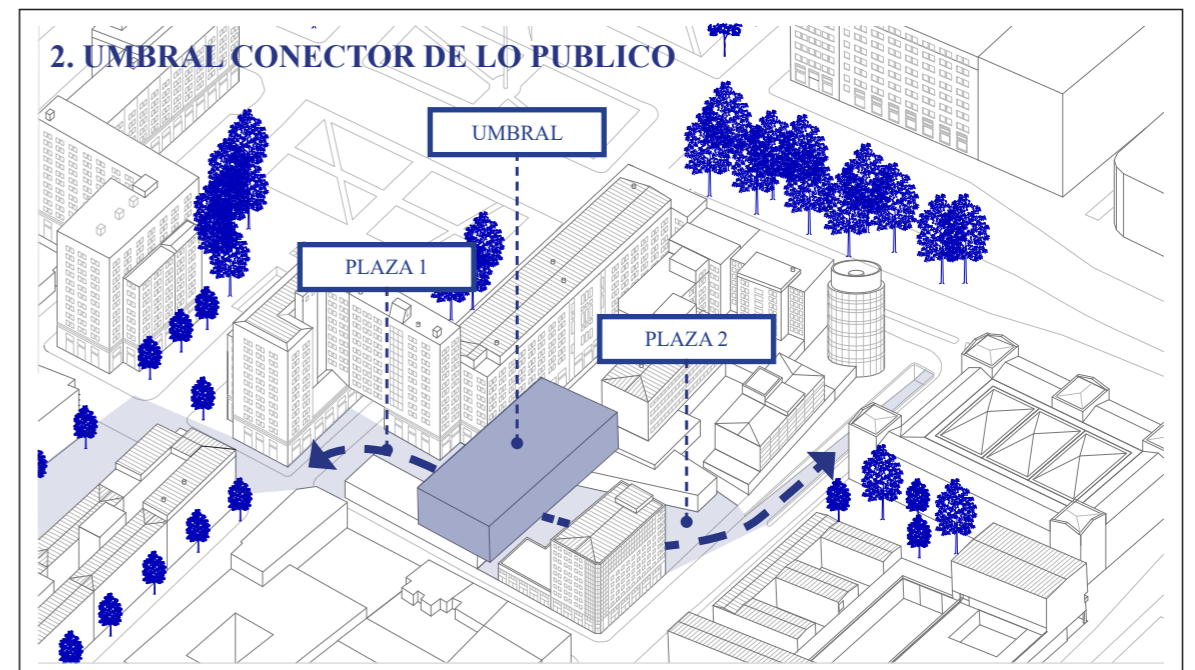 2. UMBRAL CONECTOR DE LO PUBLICO
UMBRAL
PLAZA 1
PLAZA 2